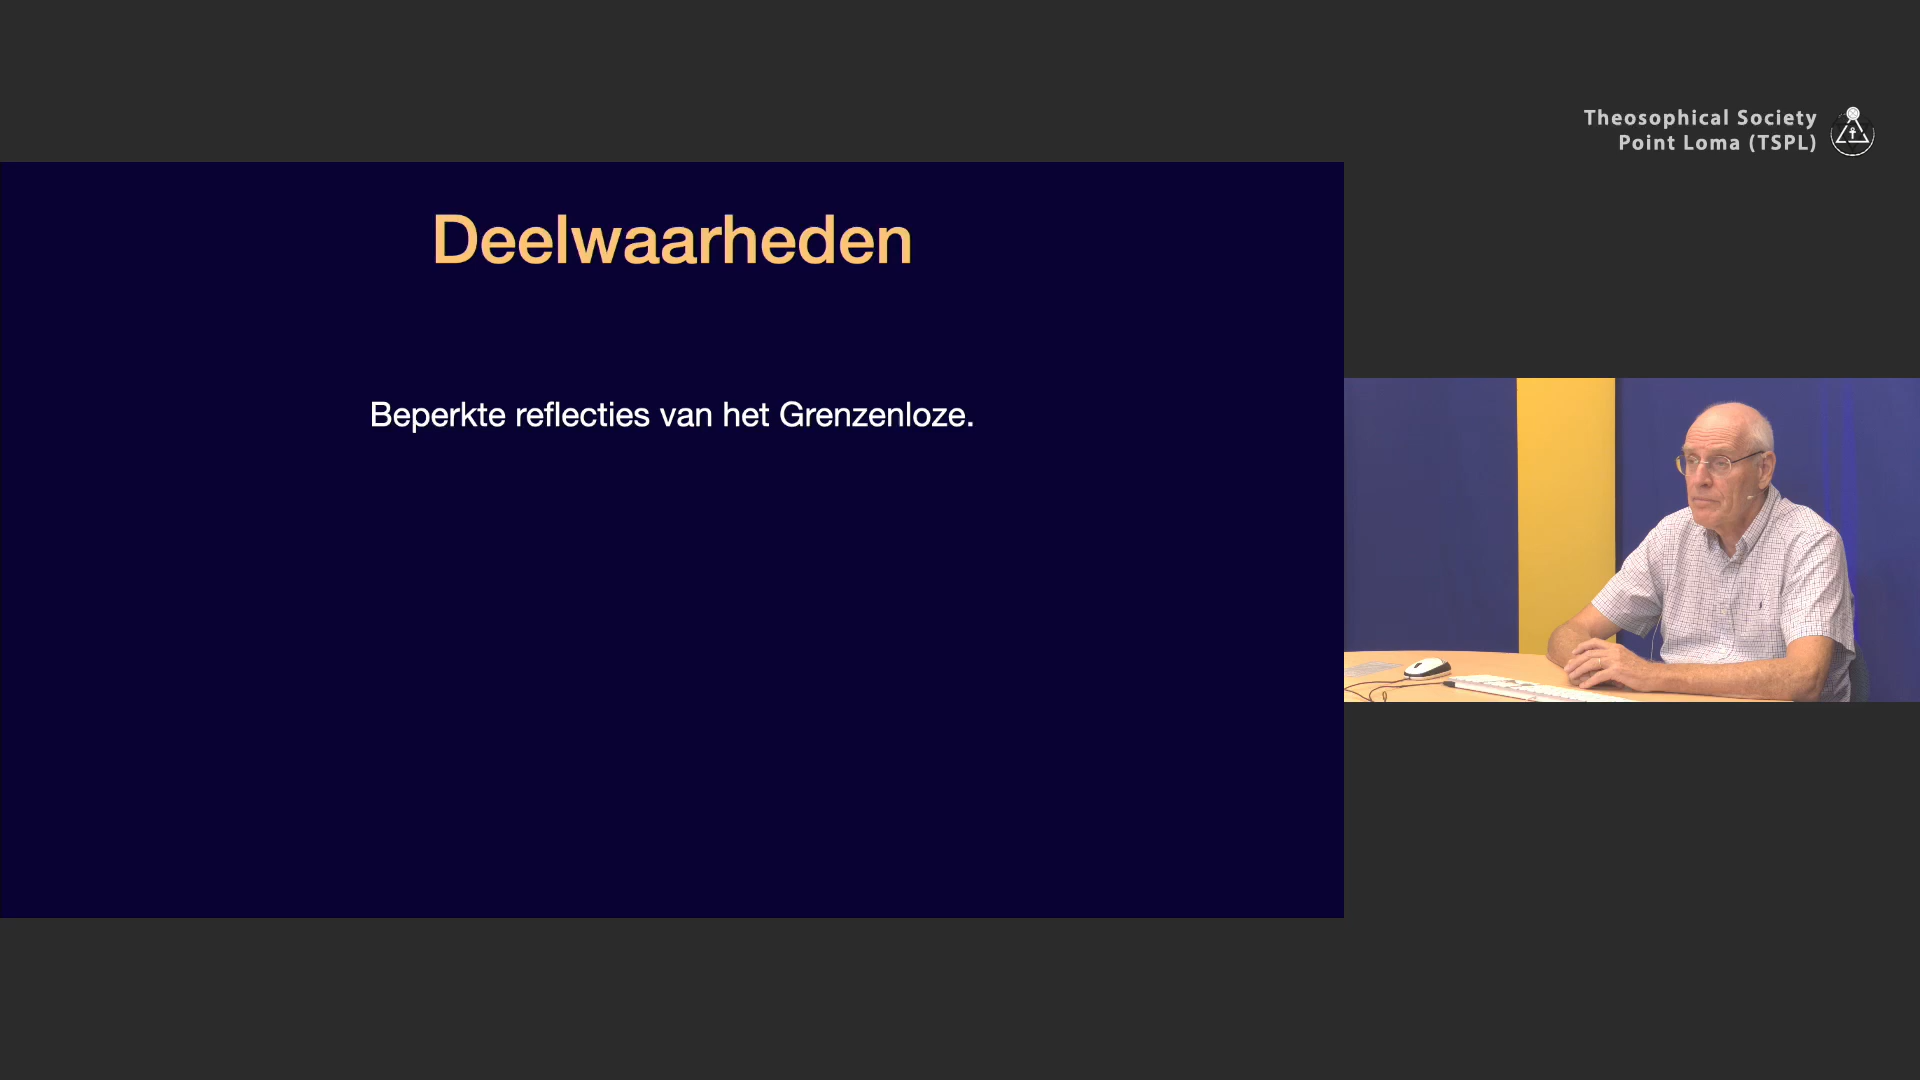 Theosophical Society
Point Loma (TSPL)
Deelwaarheden
Beperkte reflecties van het Grenzenloze.